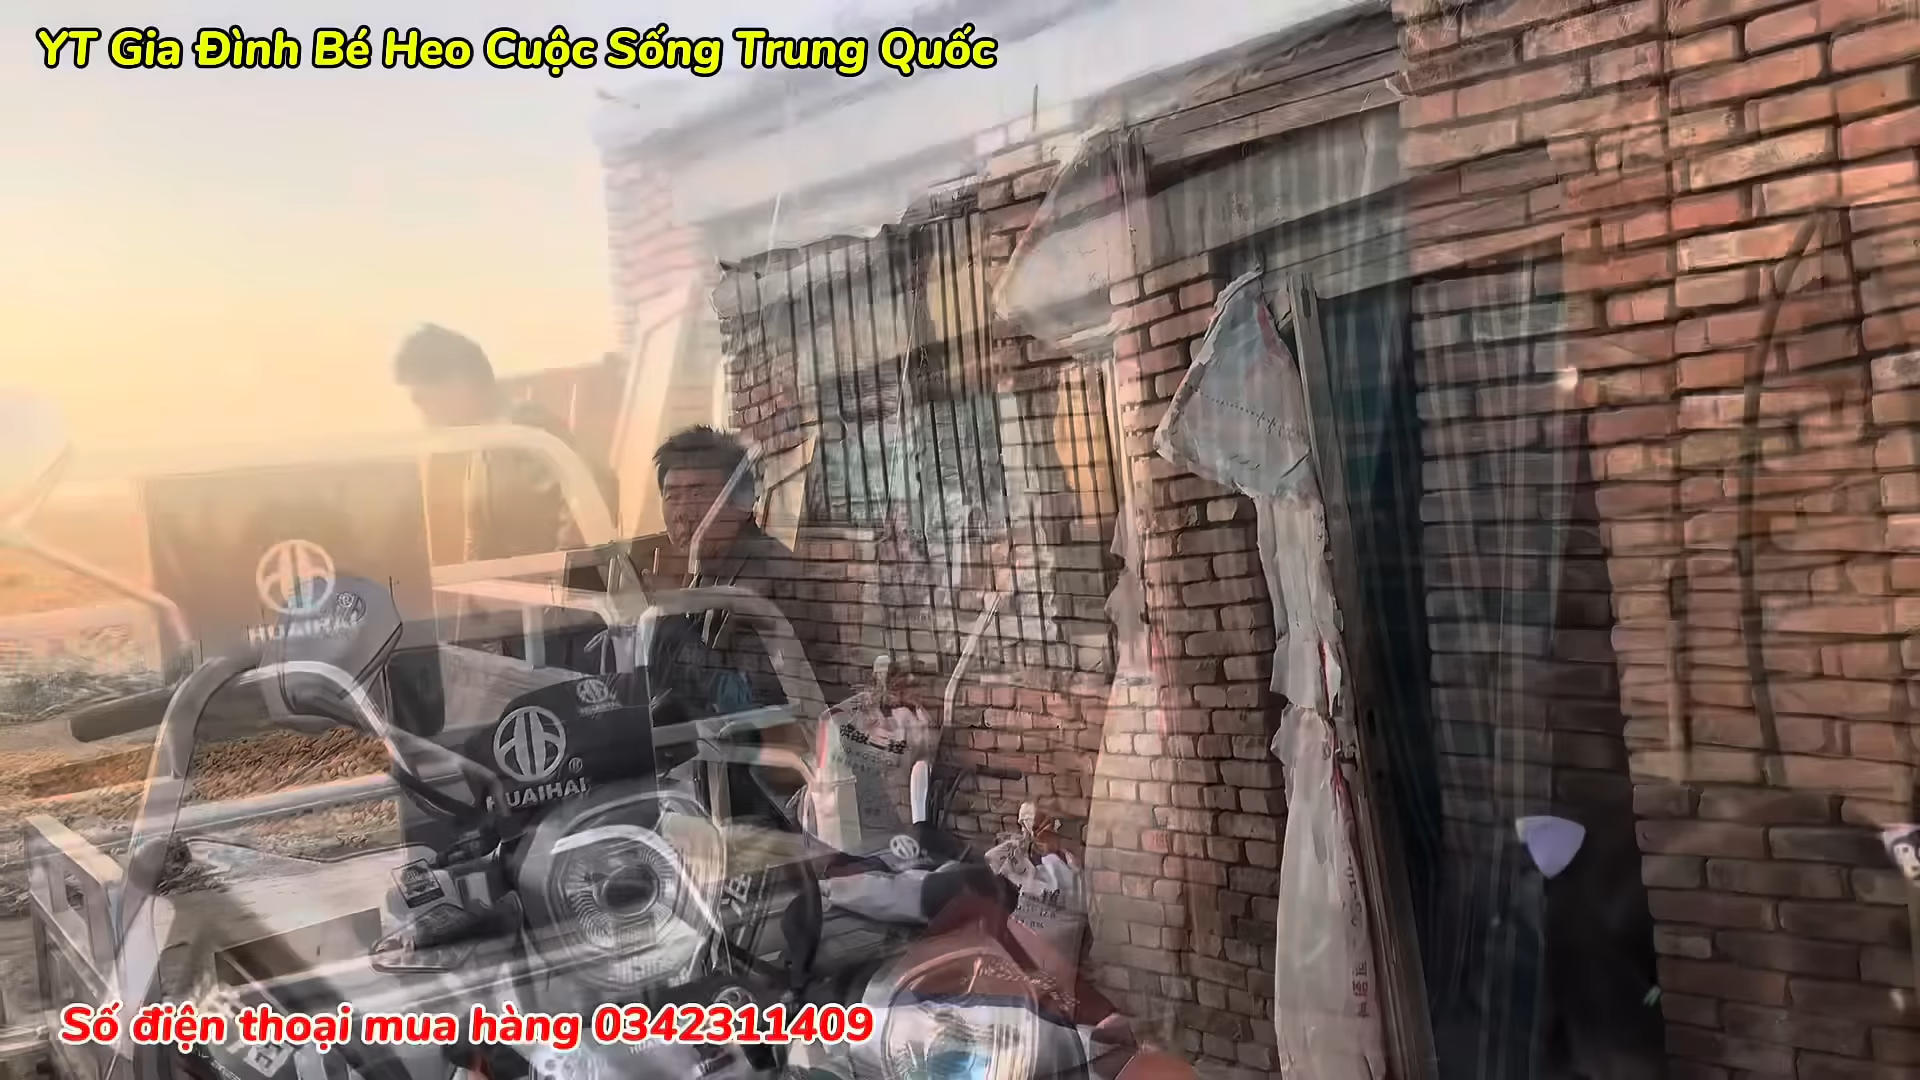 YT Gia Đình Bé Heo Cuộc Sống Trung Quốc
HUAIHAI
HUAIHAI
Số điện thoại mua hàng 0342311409